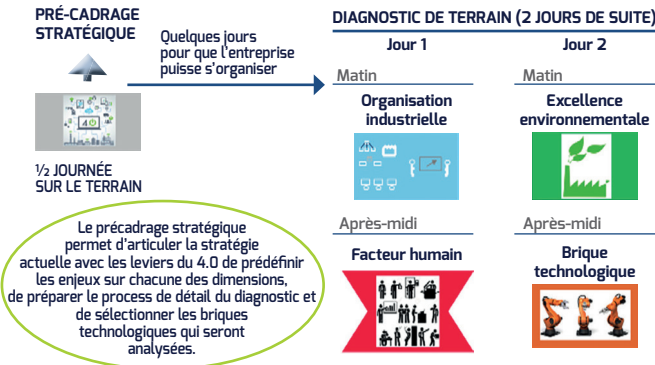 PRÉ-CADRAGE
STRATÉGIQUE
Quelques jours
pour que l'entreprise
puisse s'organiser
½ JOURNÉE
SUR LE TERRAIN
Le précadrage stratégique
permet d'articuler la stratégie
actuelle avec les leviers du 4.0 de prédéfinir
les enjeux sur chacune des dimensions,
de préparer le process de détail du diagnostic et
de sélectionner les briques
technologiques qui seront
analysées.
DIAGNOSTIC DE TERRAIN (2 JOURS DE SUITE)
Jour 1
Matin
Organisation
industrielle
Après-midi
Facteur humain
Jour 2
Matin
Excellence
environnementale
Après-midi
Brique
technologique